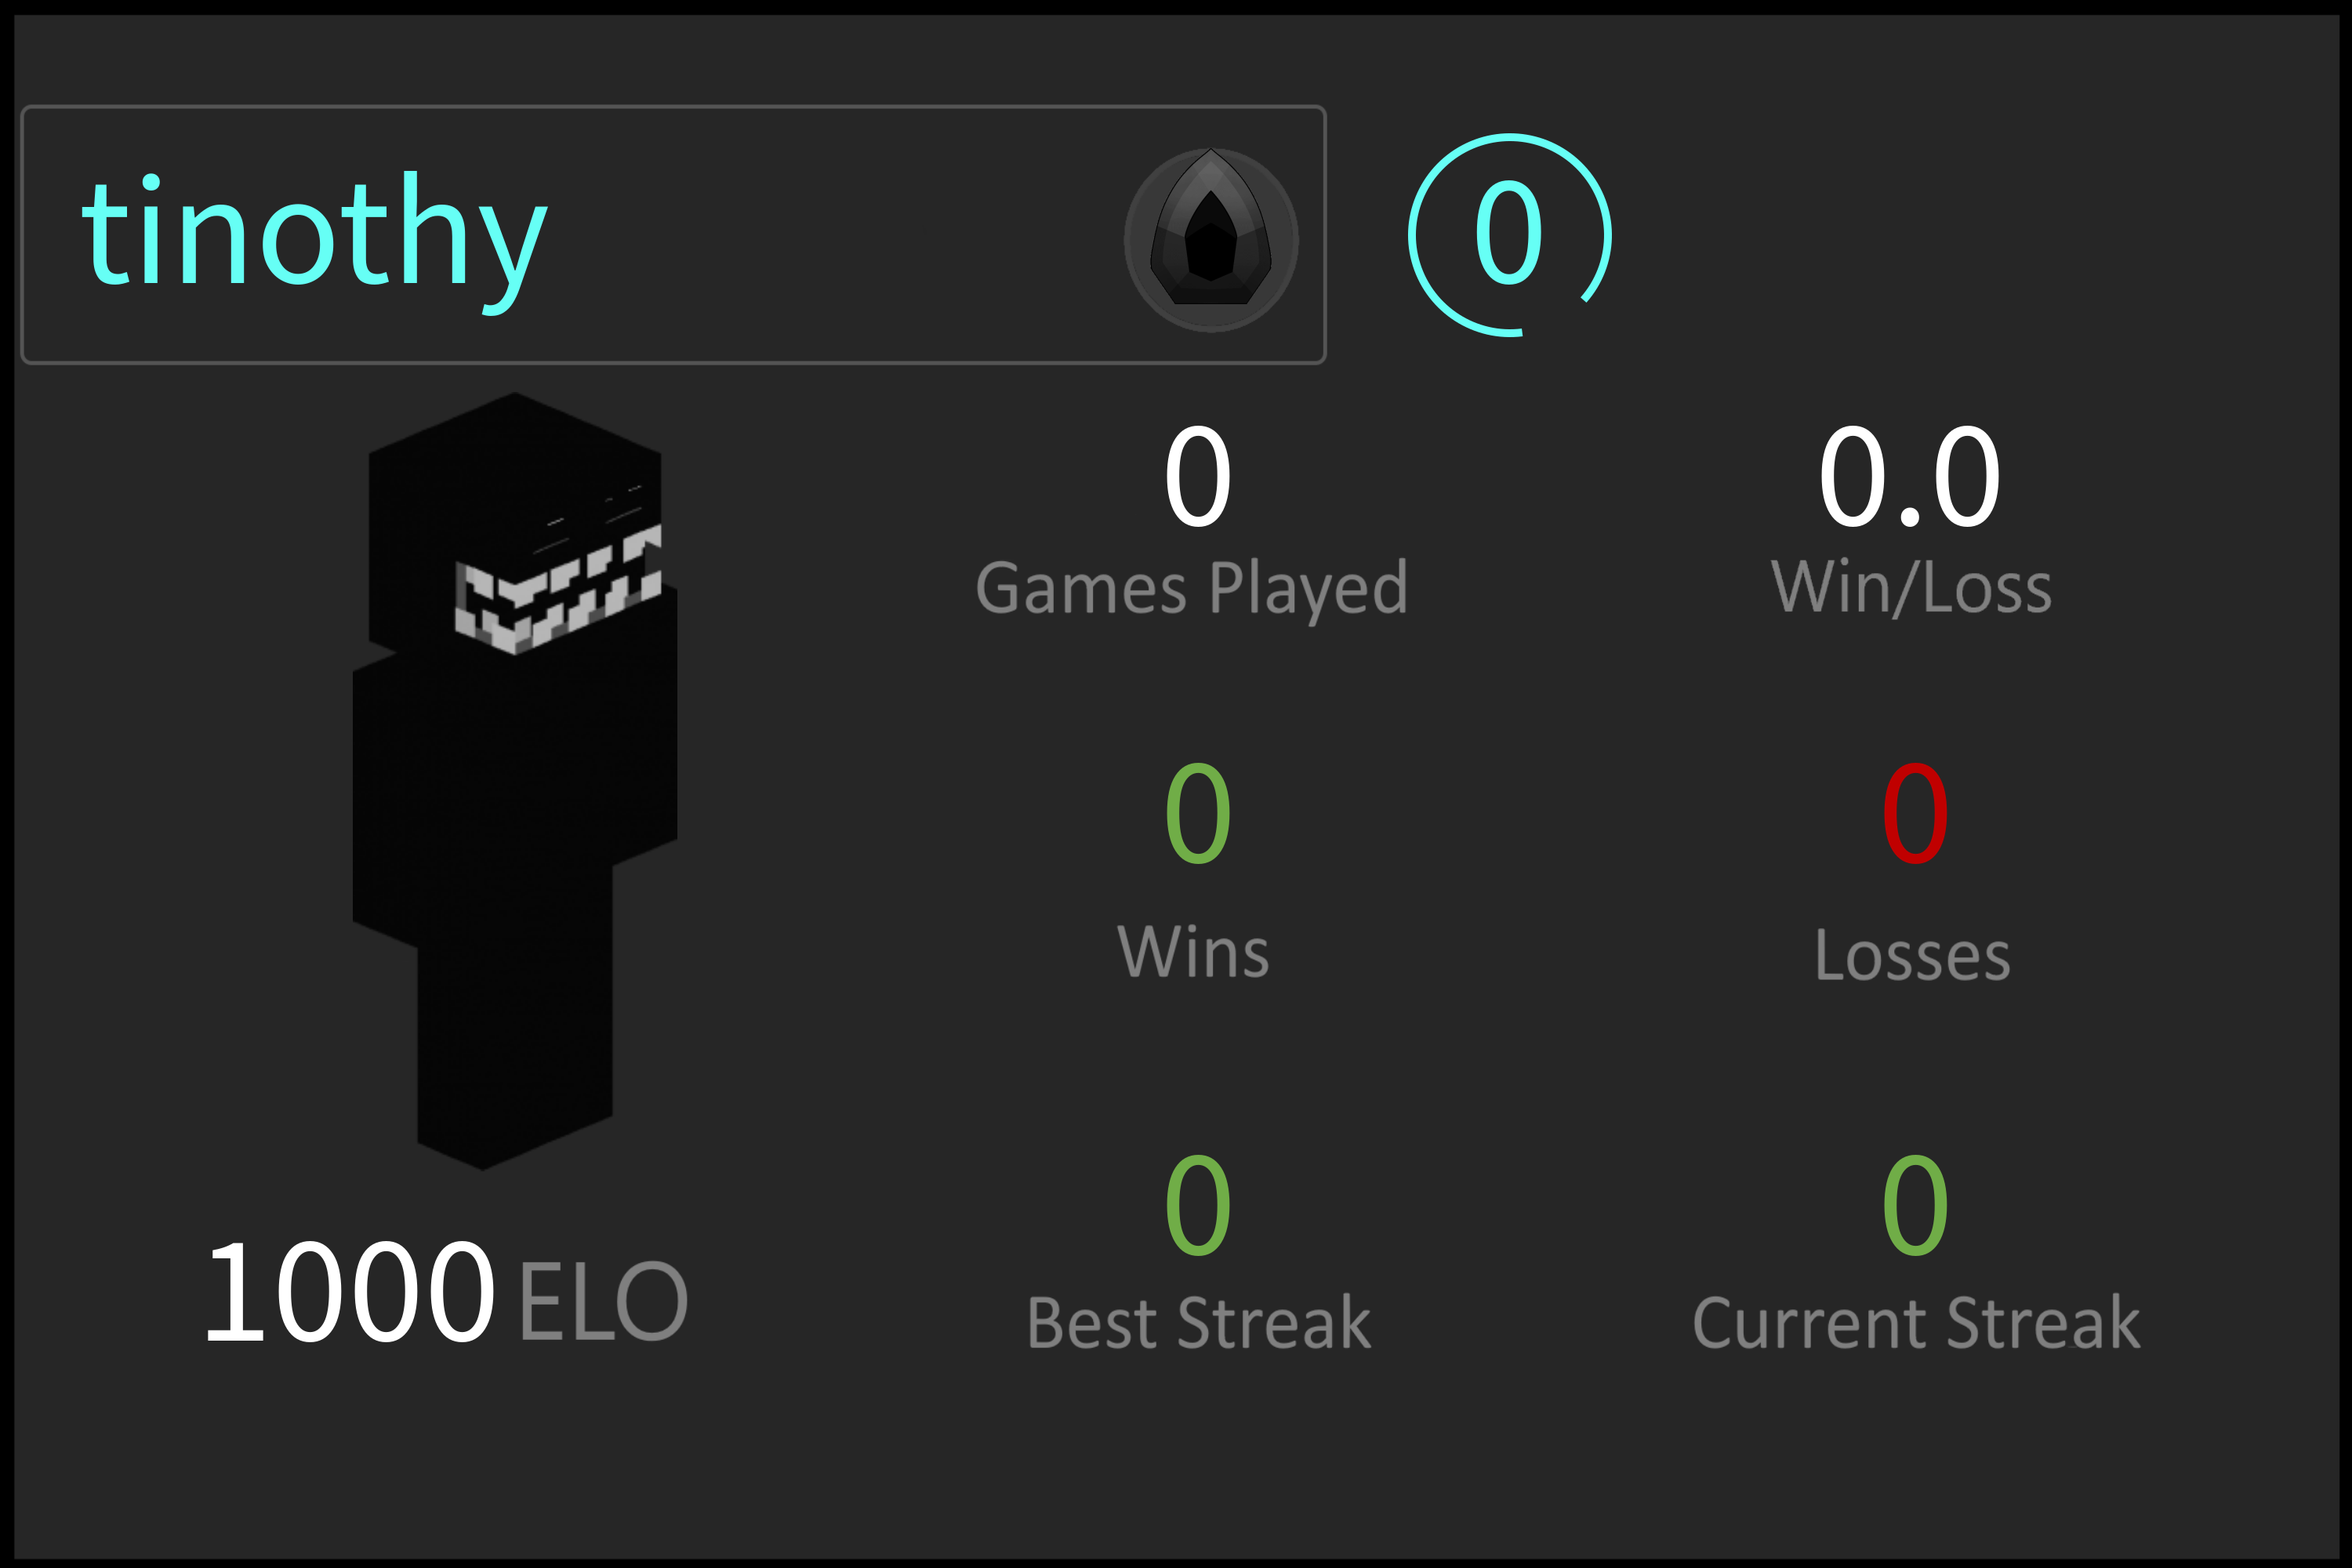 tinothy
0
0
0.0
Games Played
Win/Loss
0
0
Wins
Losses
0
0
1000 ELO
Best Streak
Current Streak